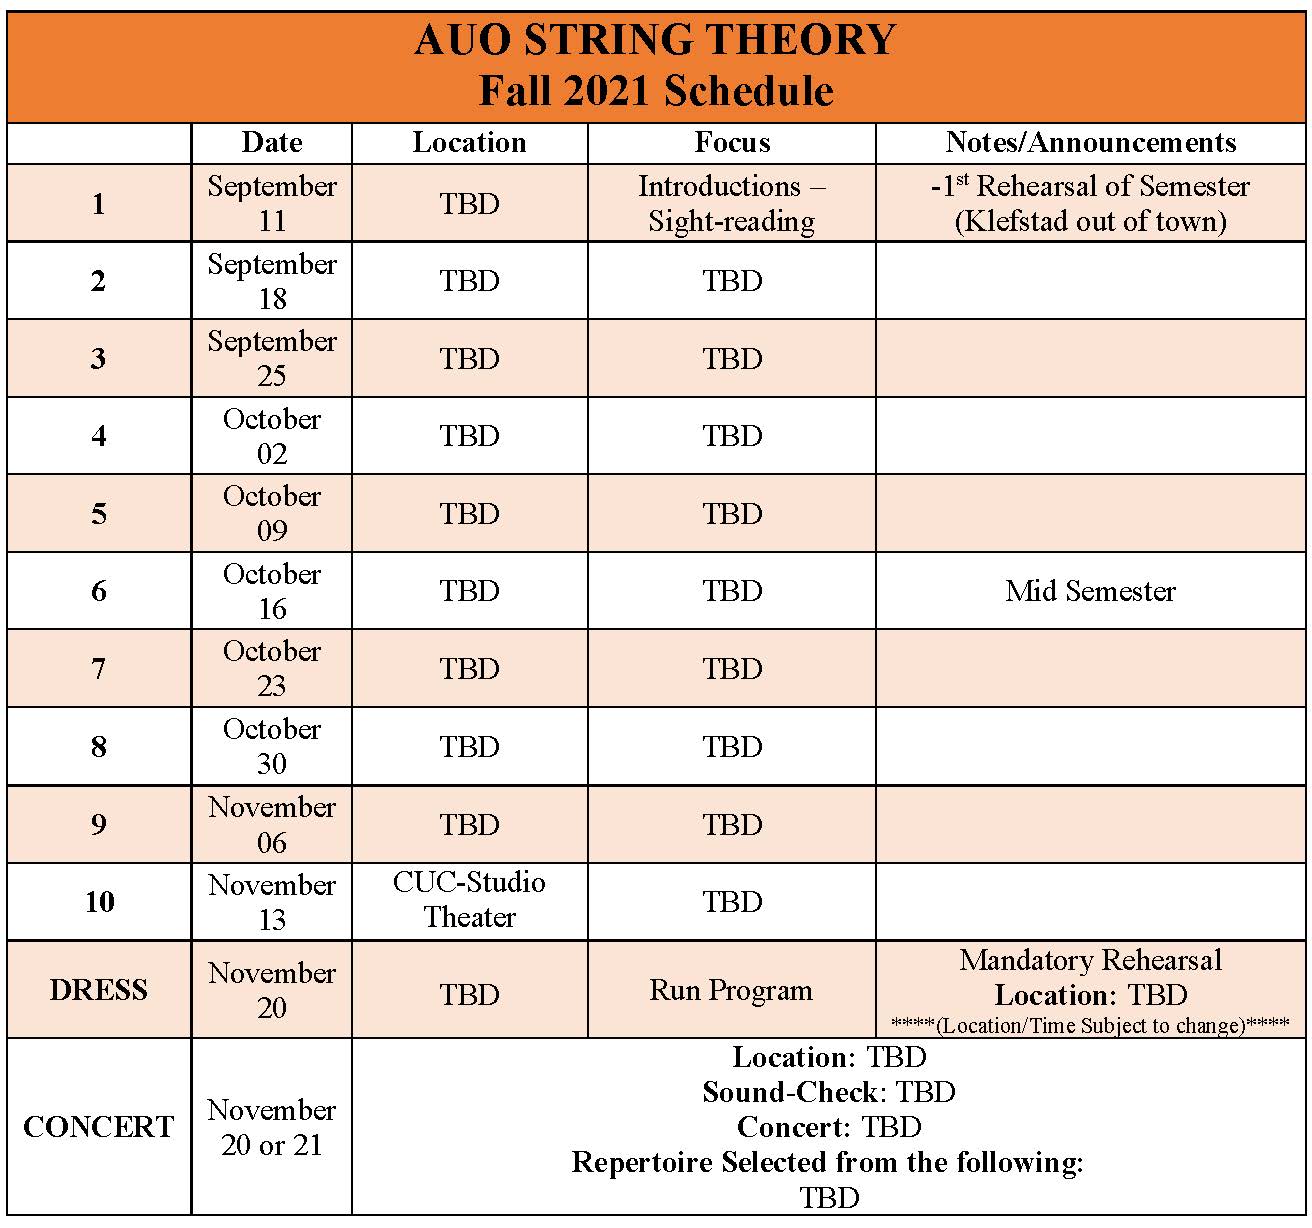 AUO STRING THEORY
Fall 2021 Schedule
Date Location Focus Notes/Announcements
1 September 11 TBD Introductions – Sight-reading -1st Rehearsal of Semester (Klefstad out of town)
2 September 18 TBD TBD
3 September 25 TBD TBD
4 October 02 TBD TBD
5 October 09 TBD TBD
6 October 16 TBD TBD Mid Semester
7 October 23 TBD TBD
8 October 30 TBD TBD
9 November 06 TBD TBD
10 November 13 CUC-Studio Theater TBD
DRESS November 20 TBD Run Program Mandatory Rehearsal
Location: TBD
****(Location/Time Subject to change)****
CONCERT November 20 or 21
Location: TBD
Sound-Check: TBD
Concert: TBD
Repertoire Selected from the following:
TBD